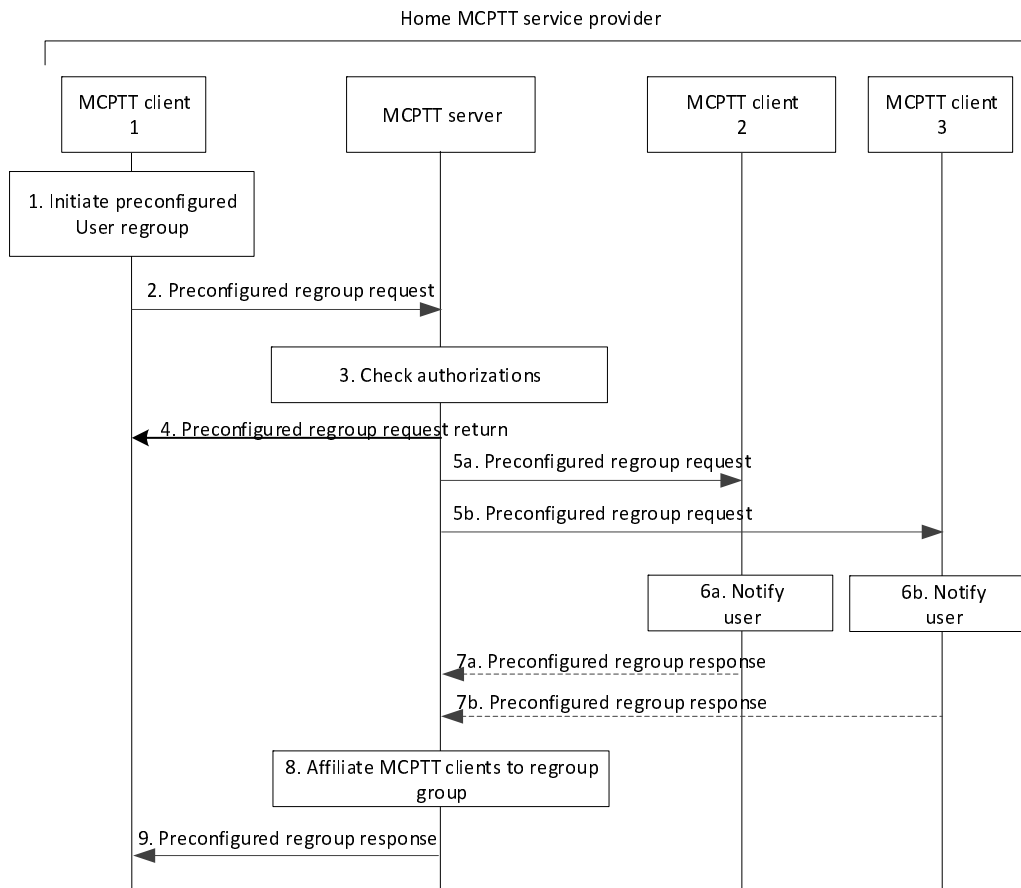 Home MCPTT service provider
MCPTT client
1
MCPTT server
MCPTT client
2
MCPTT client
3
1. Initiate preconfigured
User regroup
2. Preconfigured regroup request
3. Check authorizations
4. Preconfigured regroup request return
5a. Preconfigured regroup request
5b. Preconfigured regroup request
6a. Notify
user
6b. Notify
user
7a. Preconfigured regroup response
7b. Preconfigured regroup response
8. Affiliate MCPTT clients to regroup
group
9. Preconfigured regroup response